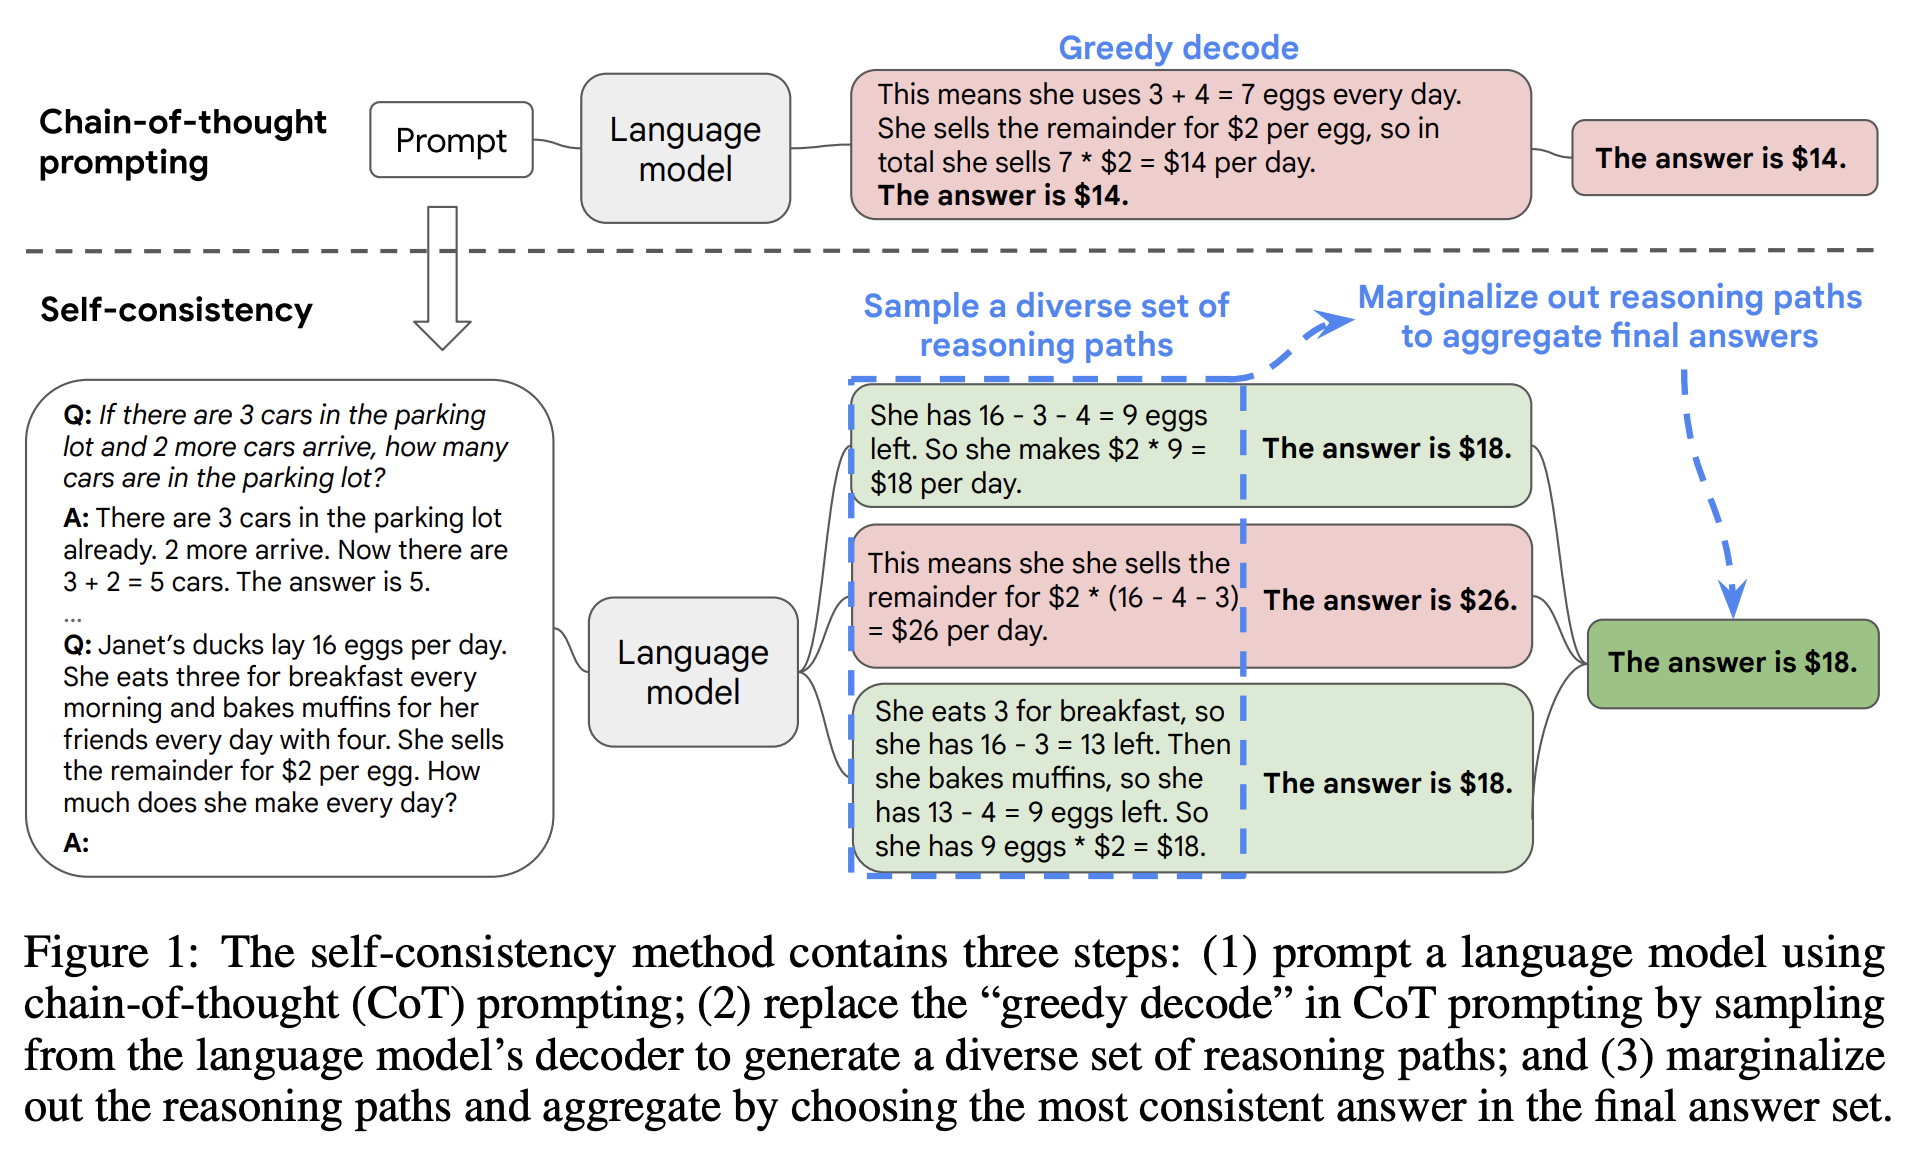 Greedy decode
Chain-of-thought
prompting
Prompt
Language
model
This means she uses 3 + 4 = 7 eggs every day.
She sells the remainder for $2 per egg, so in
total she sells 7 * $2 = $14 per day.
The answer is $14.
The answer is $14.
Self-consistency
Sample a diverse set of
reasoning paths
Marginalize out reasoning paths
to aggregate final answers
Q: If there are 3 cars in the parking
lot and 2 more cars arrive, how many
cars are in the parking lot?
A: There are 3 cars in the parking lot
already. 2 more arrive. Now there are
3 + 2 = 5 cars. The answer is 5.
...
Q: Janet’s ducks lay 16 eggs per day.
She eats three for breakfast every
morning and bakes muffins for her
friends every day with four. She sells
the remainder for $2 per egg. How
much does she make every day?
A:
Language
model
She has 16 - 3 - 4 = 9 eggs
left. So she makes $2 * 9 =
$18 per day.
The answer is $18.
This means she she sells the
remainder for $2 * (16 - 4 - 3)
= $26 per day.
The answer is $26.
She eats 3 for breakfast, so
she has 16 - 3 = 13 left. Then
she bakes muffins, so she
has 13 - 4 = 9 eggs left. So
she has 9 eggs * $2 = $18.
The answer is $18.
The answer is $18.
Figure 1: The self-consistency method contains three steps: (1) prompt a language model using
chain-of-thought (CoT) prompting; (2) replace the “greedy decode” in CoT prompting by sampling
from the language model’s decoder to generate a diverse set of reasoning paths; and (3) marginalize
out the reasoning paths and aggregate by choosing the most consistent answer in the final answer set.